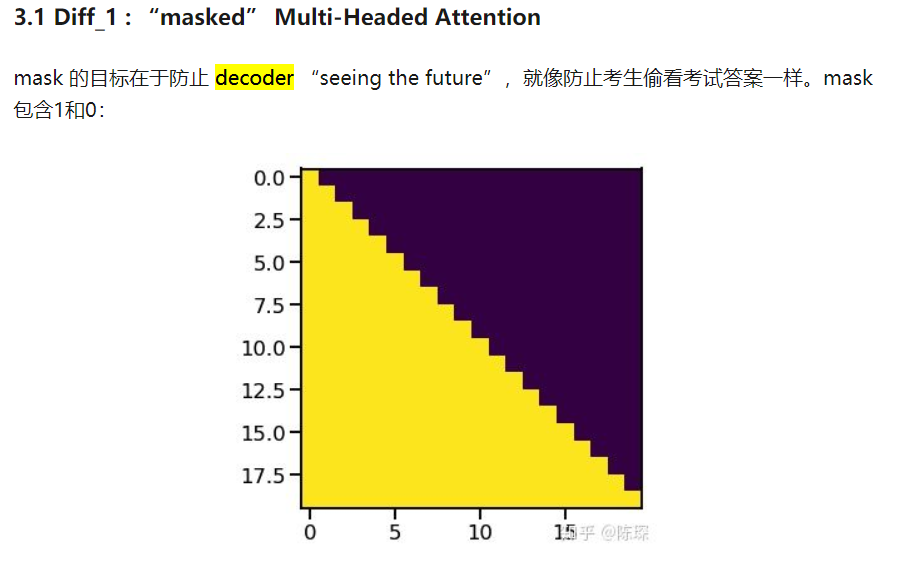 3.1 Diff_1：“masked” Multi-Headed Attention
mask 的目标在于防止 decoder “seeing the future”，就像防止考生偷看考试答案一样。mask
包含1和0：
0.0
2.5
5.0
7.5
10.0
12.5
15.0
17.5
0 5 10 15
知乎 @陈琛